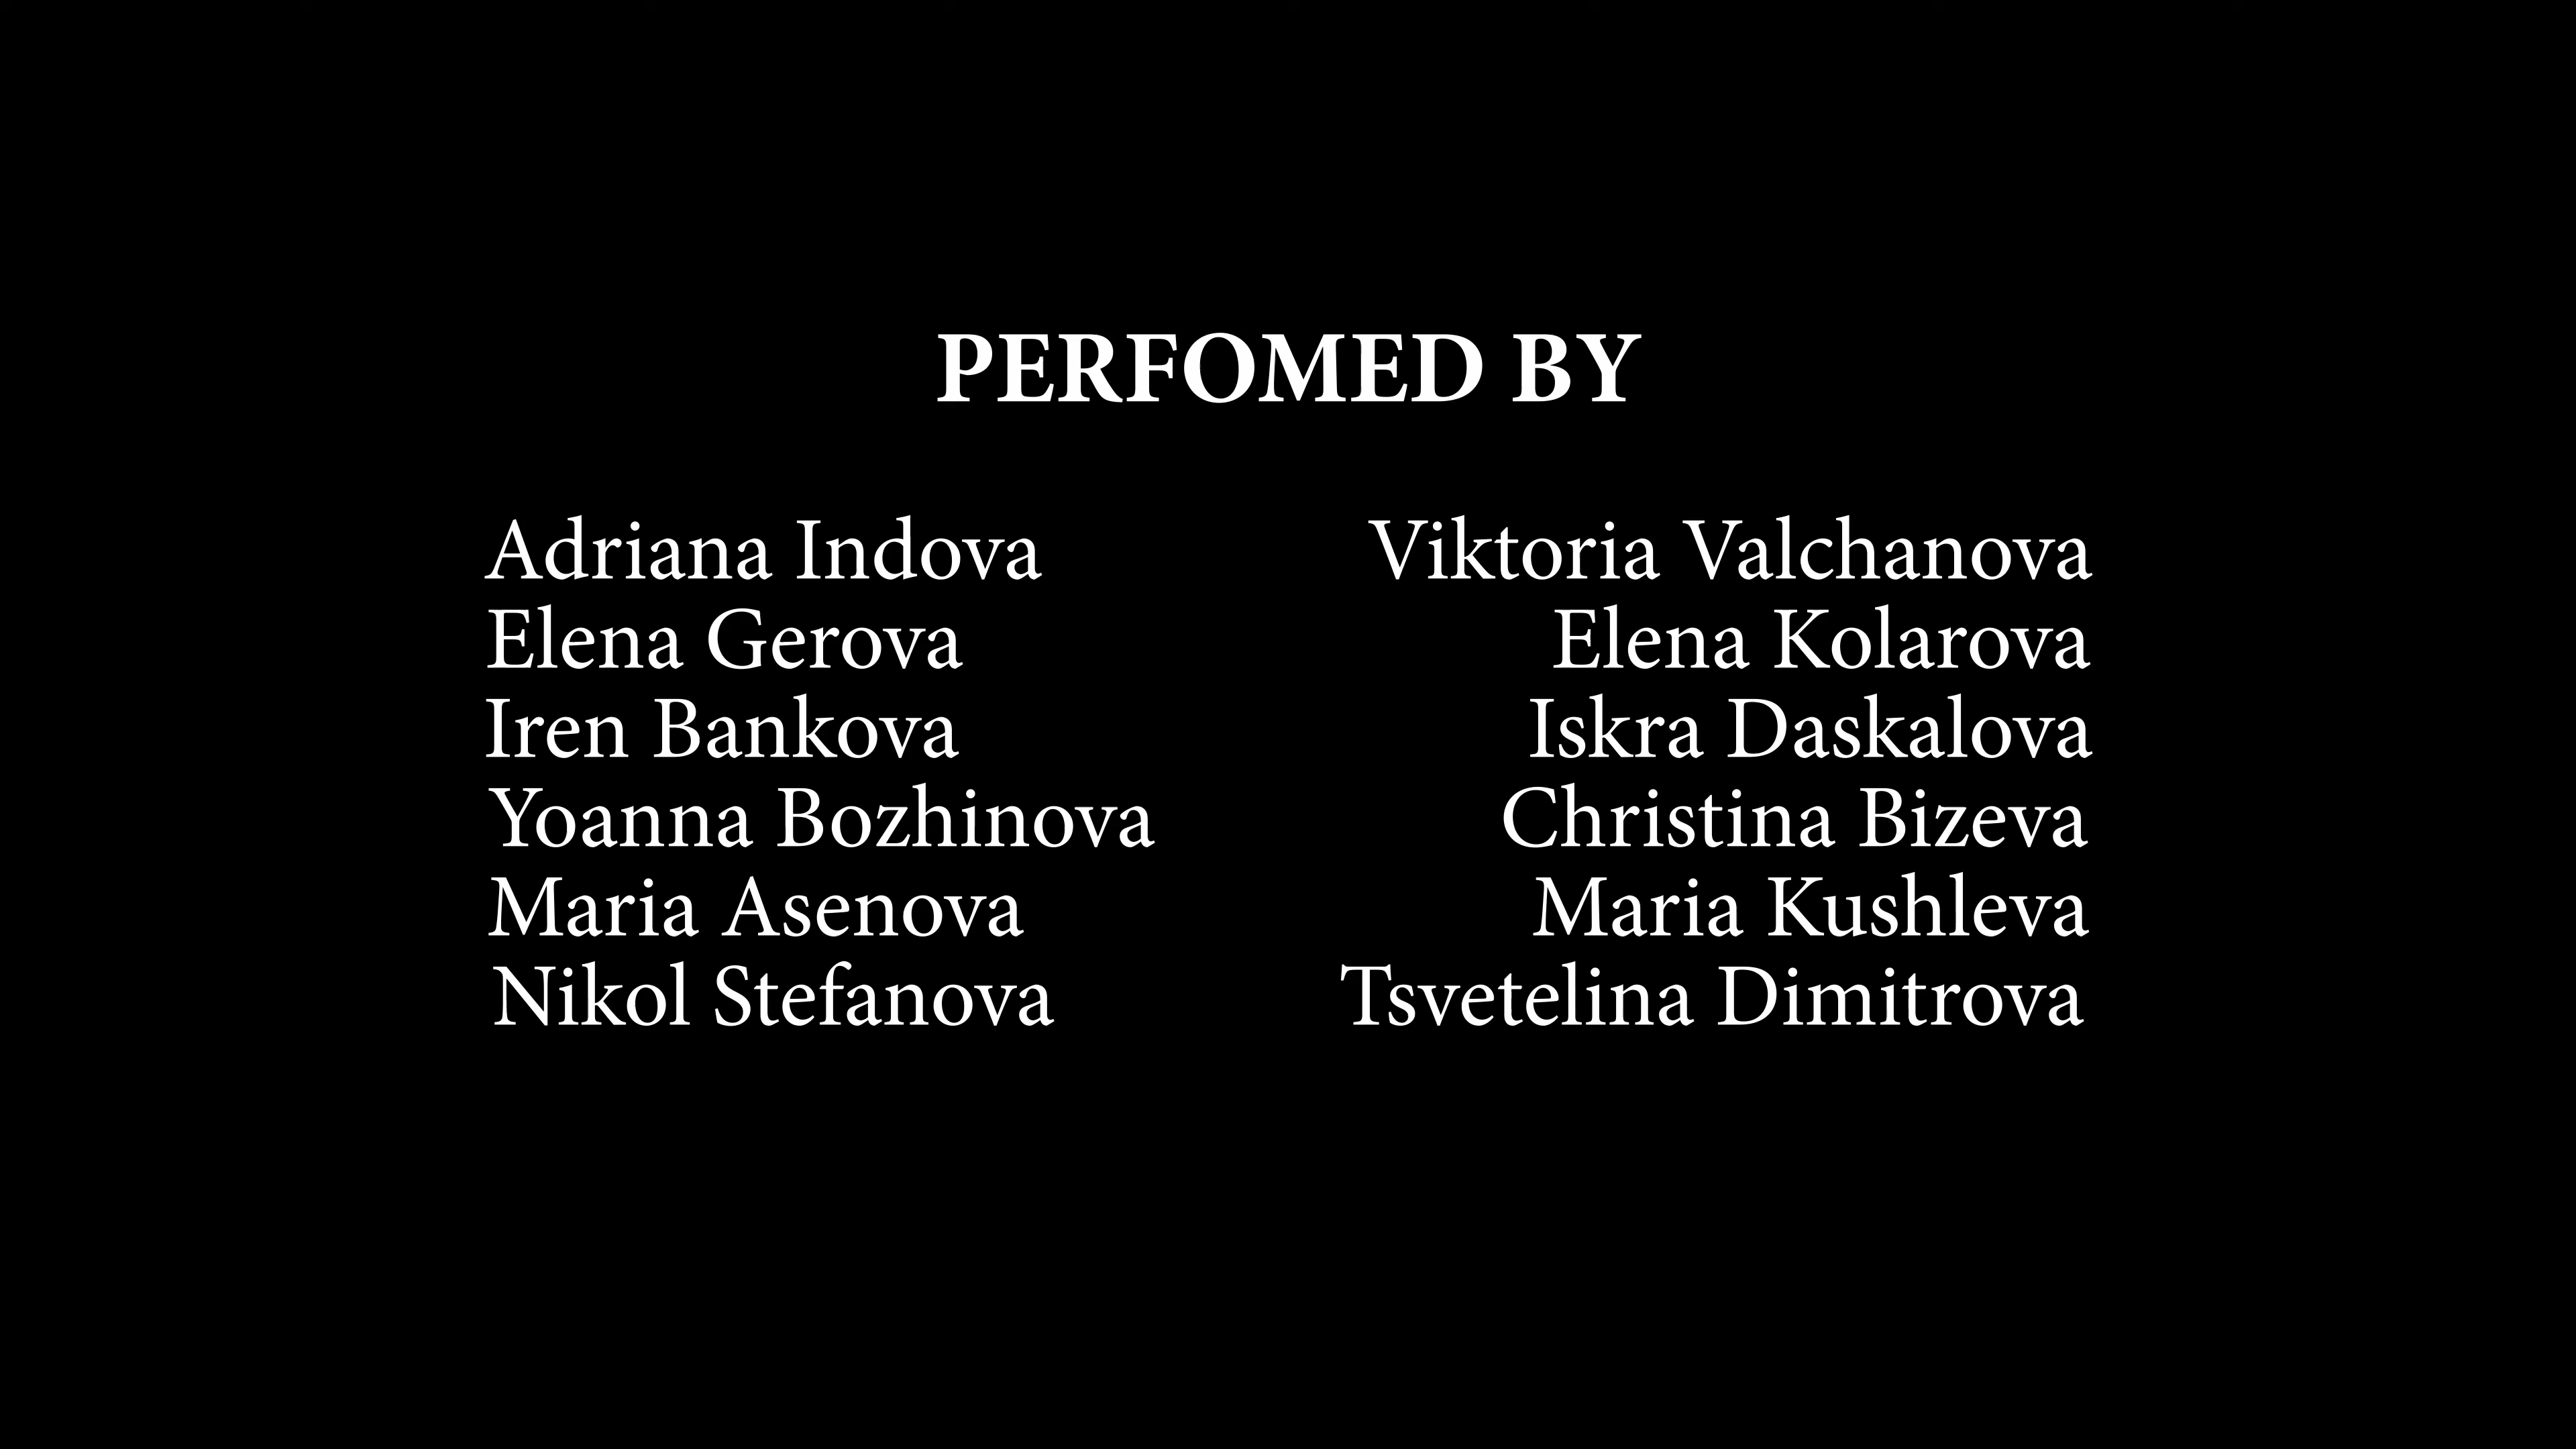 PERFOMED BY
Adriana Indova
Elena Gerova
Iren Bankova
Yoanna Bozhinova
Maria Asenova
Nikol Stefanova
Viktoria Valchanova
Elena Kolarova
Iskra Daskalova
Christina Bizeva
Maria Kushleva
Tsvetelina Dimitrova